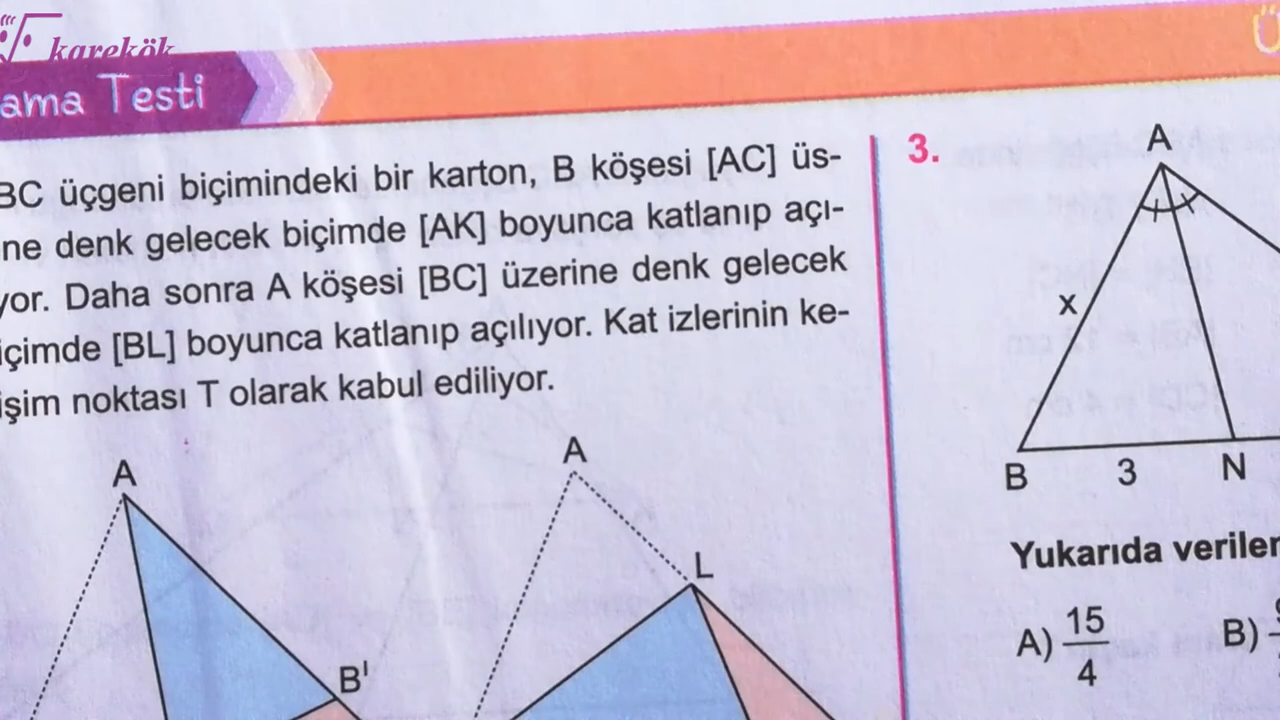 karekök
ama Testi
Ü
BC üçgeni biçimindeki bir karton, B köşesi [AC] üs-
ne denk gelecek biçimde [AK] boyunca katlanıp açı-
yor. Daha sonra A köşesi [BC] üzerine denk gelecek
içimde [BL] boyunca katlanıp açılıyor. Kat izlerinin ke-
işim noktası T olarak kabul ediliyor.
A
B'
A
L
3.
A
x
B 3 N
Yukarıda verilen
A) 15/4 B)